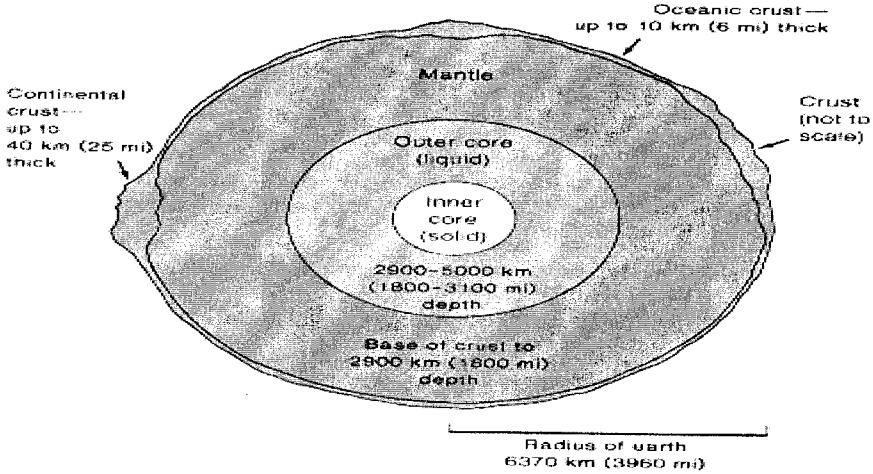 Oceanic crust—
up to 10 km (6 mi) thick
Mantle
Continental
crust—
up to
40 km (25 mi)
thick
Crust
(not to
scale)
Outer core
(liquid)
Inner
core
(solid)
2900–5000 km
(1800–3100 mi)
depth
Base of crust to
2900 km (1800 mi)
depth
Radius of earth
6370 km (3960 mi)